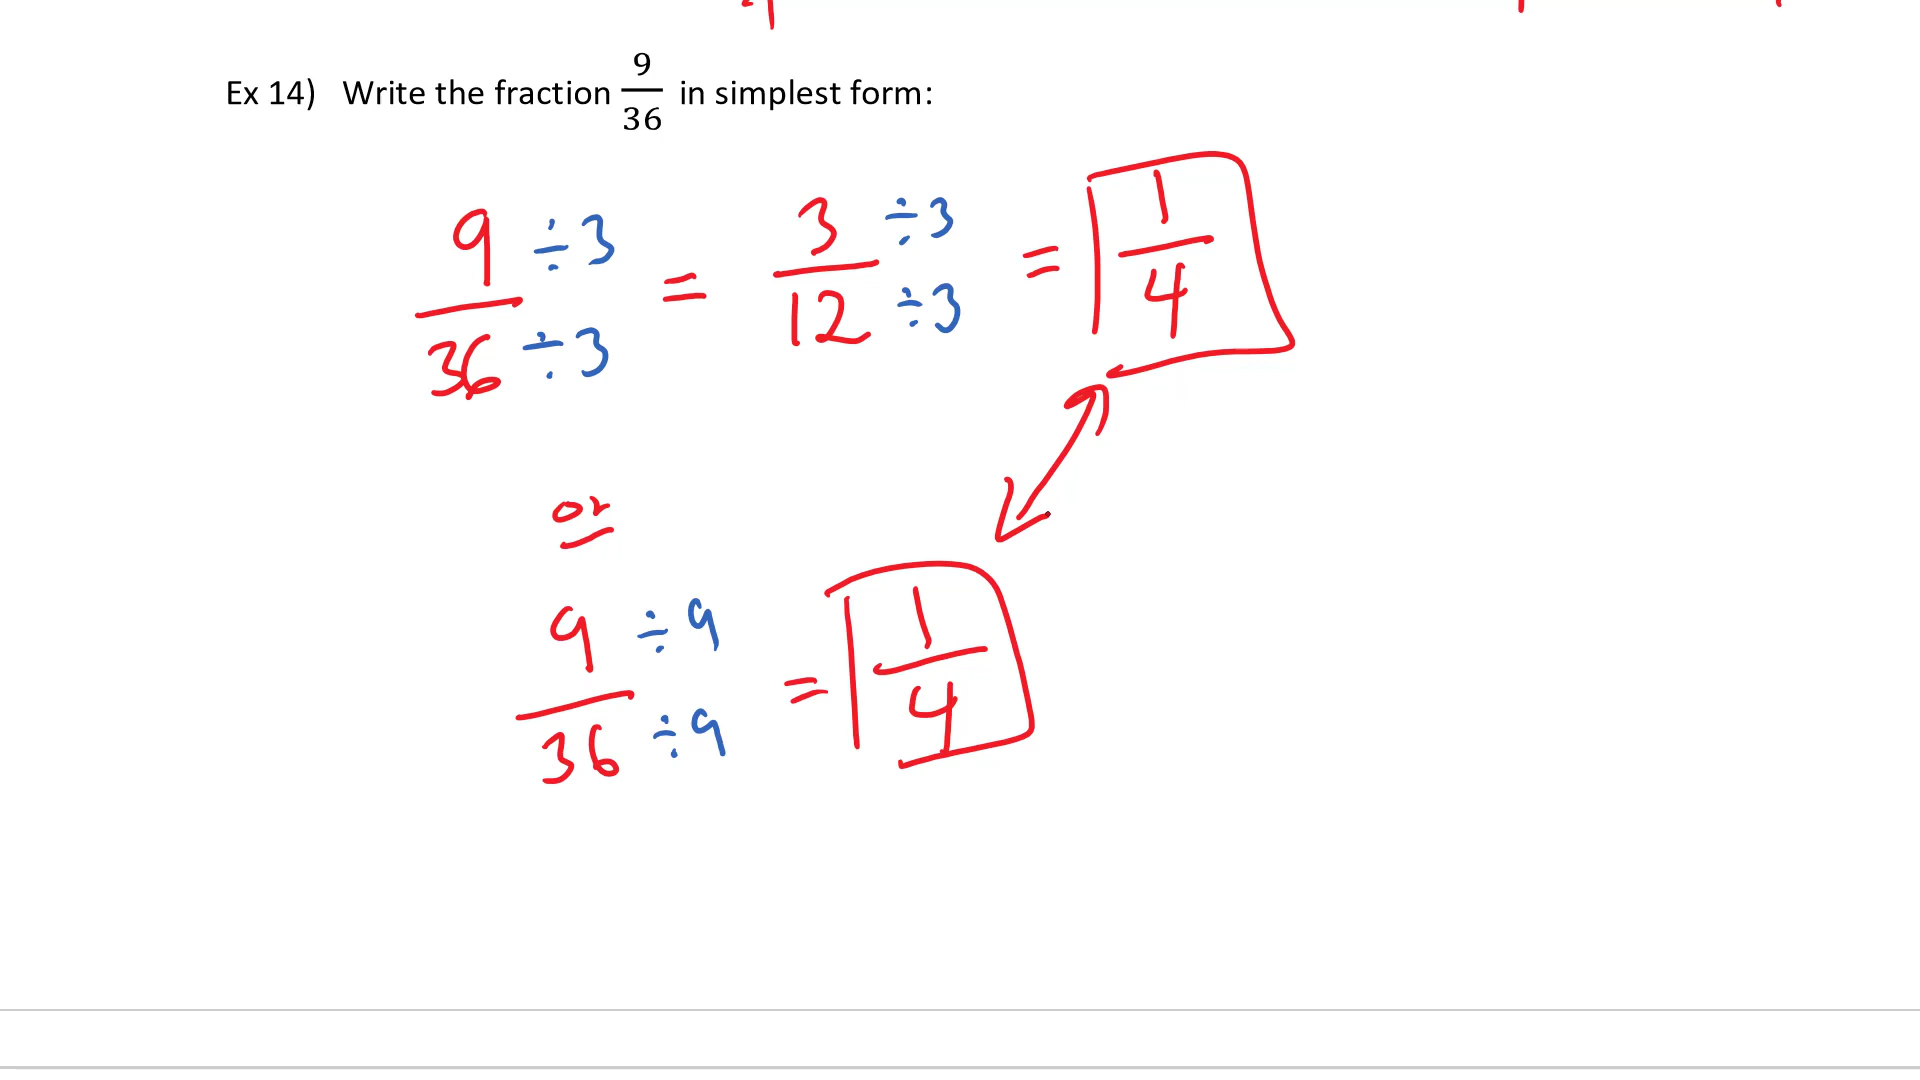 Ex 14) Write the fraction 9/36 in simplest form:
9 ÷3 / 36 ÷3 = 3 ÷3 / 12 ÷3 = 1/4
or
9 ÷9 / 36 ÷9 = 1/4